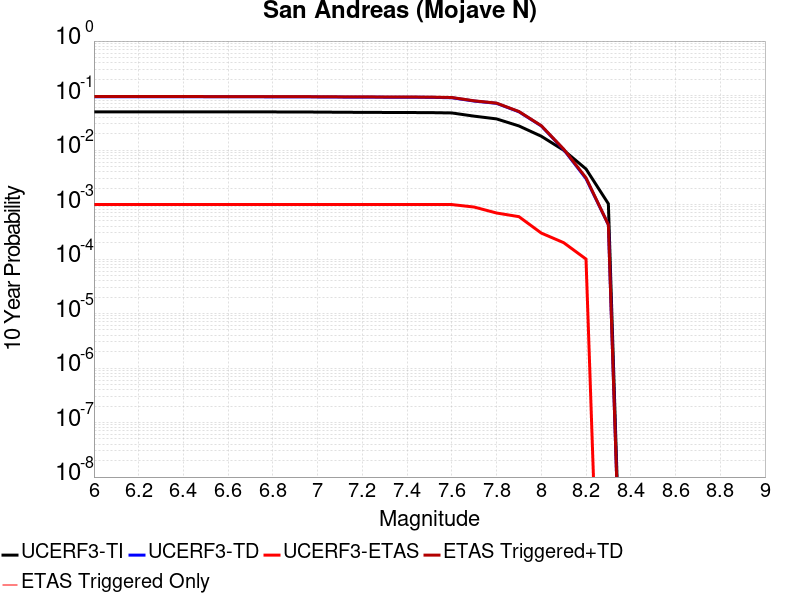 San Andreas (Mojave N)
10^0
10^-1
10^-2
10^-3
10^-4
10^-5
10^-6
10^-7
10^-8
10 Year Probability
6 6.2 6.4 6.6 6.8 7 7.2 7.4 7.6 7.8 8 8.2 8.4 8.6 8.8 9
Magnitude
UCERF3-TI UCERF3-TD UCERF3-ETAS ETAS Triggered+TD
ETAS Triggered Only